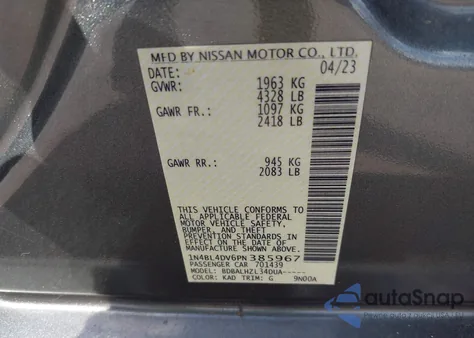 MFD BY NISSAN MOTOR CO., LTD.
DATE: 04/23
GVWR: 1963 KG
4328 LB
GAWR FR.: 1097 KG
2418 LB
GAWR RR.: 945 KG
2083 LB
THIS VEHICLE CONFORMS TO ALL
APPLICABLE FEDERAL
MOTOR VEHICLE SAFETY,
BUMPER, AND THEFT
PREVENTION STANDARDS
IN EFFECT ON THE DATE OF
MANUFACTURE SHOWN ABOVE.
1N4BL4DV6PN385967
PASSENGER CAR 701439
MODEL: BDBALHZL34DUA-----
COLOR: KAD TRIM: G 9N00A
autoSnap